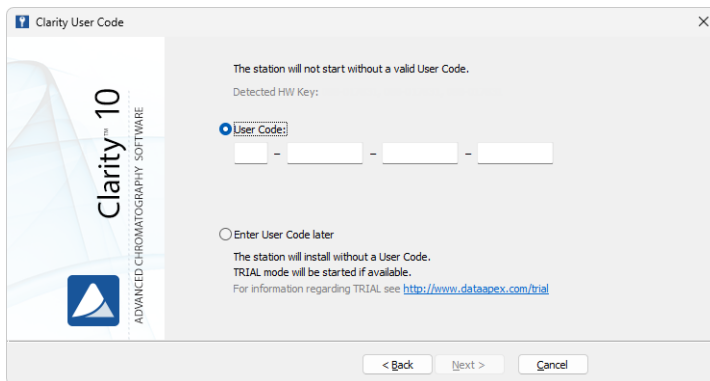 Clarity User Code
Clarity™ 10
ADVANCED CHROMATOGRAPHY SOFTWARE
The station will not start without a valid User Code.
Detected HW Key:
User Code:
– – –
Enter User Code later
The station will install without a User Code.
TRIAL mode will be started if available.
For information regarding TRIAL see http://www.dataapex.com/trial
< Back Next > Cancel